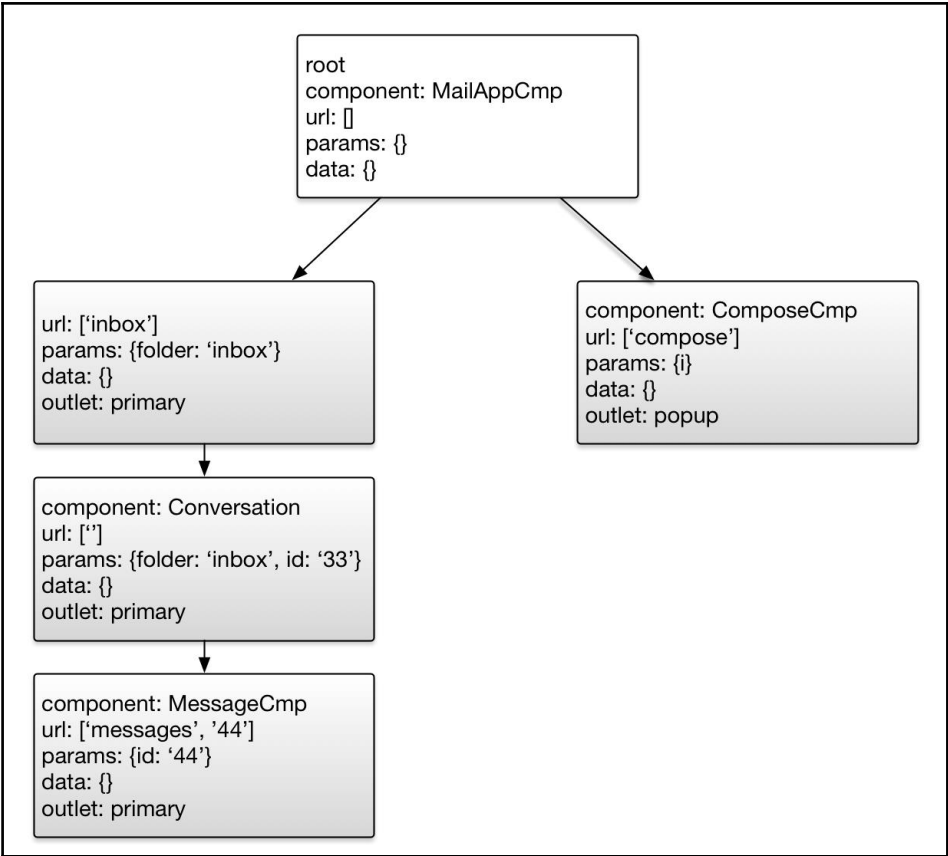 root
component: MailAppCmp
url: []
params: {}
data: {}
url: [‘inbox’]
params: {folder: ‘inbox’}
data: {}
outlet: primary
component: ComposeCmp
url: [‘compose’]
params: {i}
data: {}
outlet: popup
component: Conversation
url: [‘’]
params: {folder: ‘inbox’, id: ‘33’}
data: {}
outlet: primary
component: MessageCmp
url: [‘messages’, ’44’]
params: {id: ‘44’}
data: {}
outlet: primary